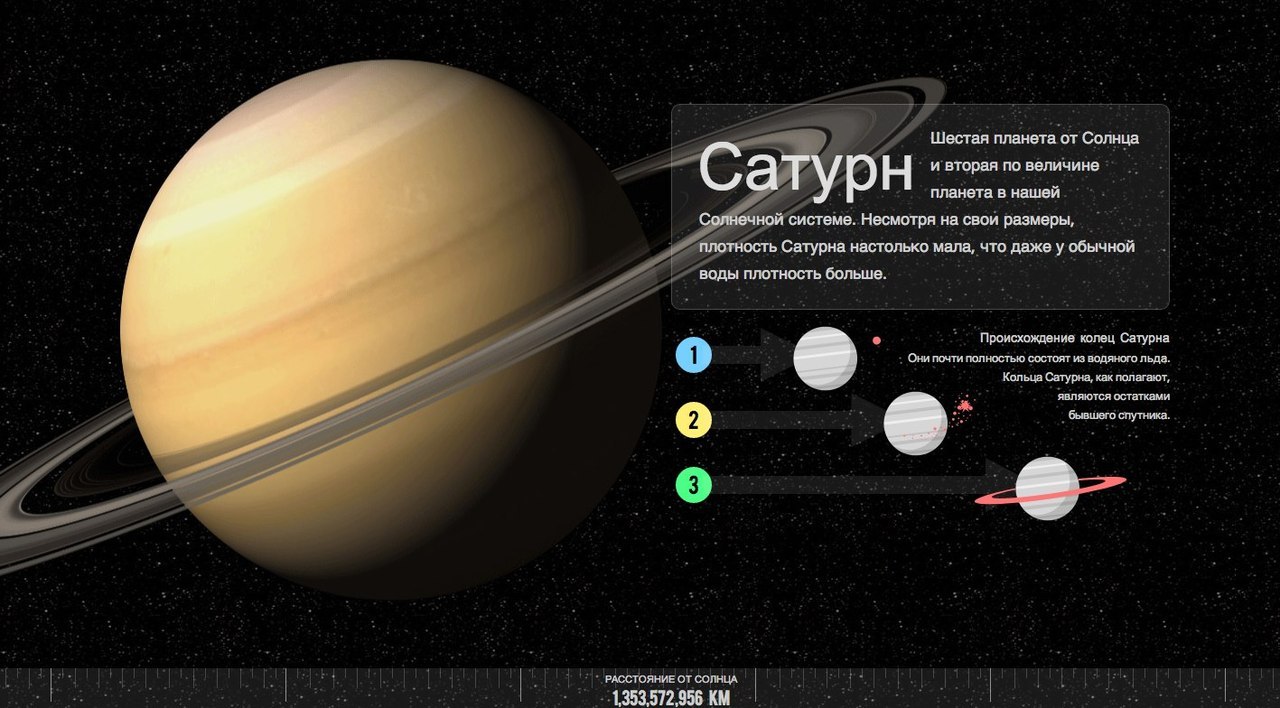 Сатурн
Шестая планета от Солнца
и вторая по величине
планета в нашей
Солнечной системе. Несмотря на свои размеры,
плотность Сатурна настолько мала, что даже у обычной
воды плотность больше.
1
2
3
Происхождение колец Сатурна
Они почти полностью состоят из водяного льда.
Кольца Сатурна, как полагают,
являются остатками
бывшего спутника.
РАССТОЯНИЕ ОТ СОЛНЦА
1,353,572,956 КМ